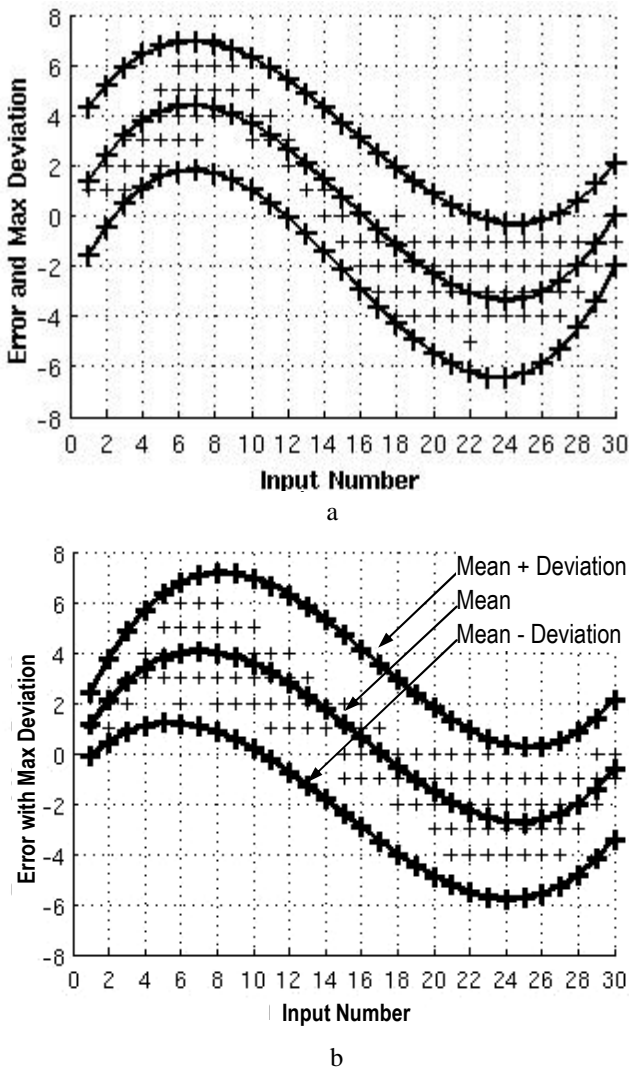 8
6
4
2
0
-2
-4
-6
-8
Error and Max Deviation
0 2 4 6 8 10 12 14 16 18 20 22 24 26 28 30
Input Number
a
8
6
4
2
0
-2
-4
-6
-8
Error with Max Deviation
Mean + Deviation
Mean
Mean - Deviation
0 2 4 6 8 10 12 14 16 18 20 22 24 26 28 30
Input Number
b